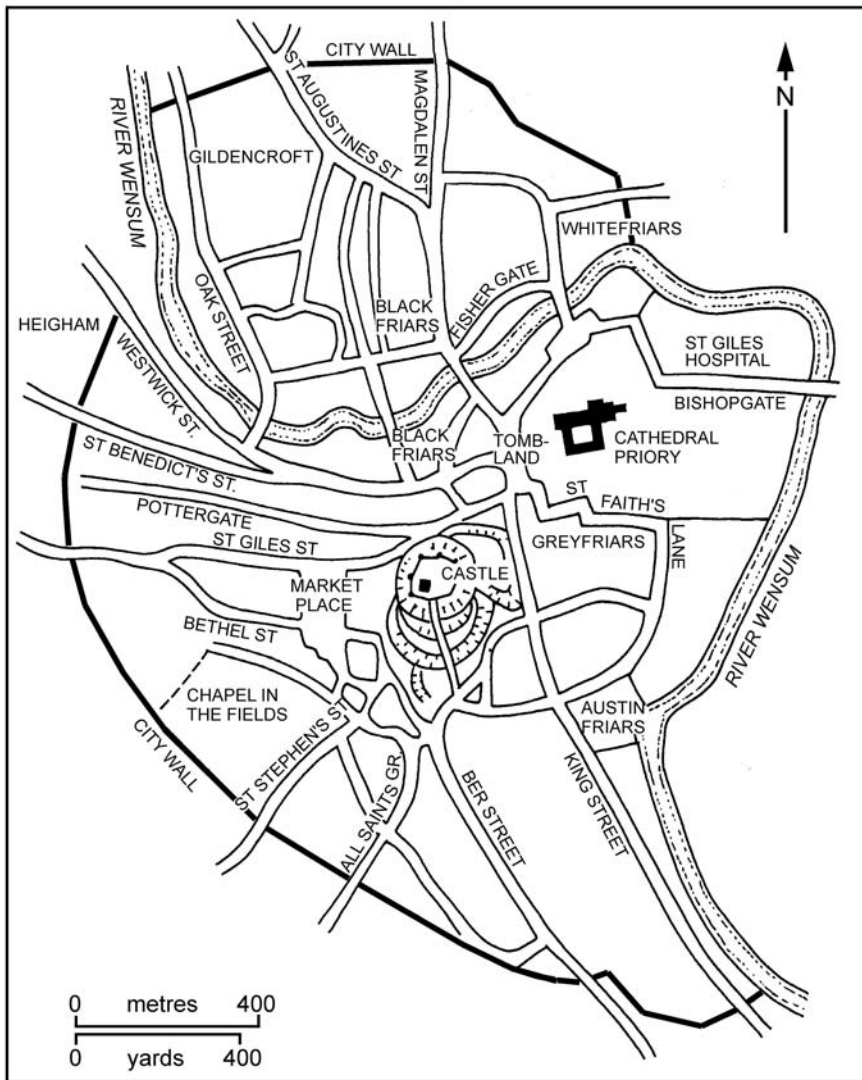 CITY WALL
N
ST AUGUSTINES ST
MAGDALEN ST
RIVER WENSUM
GILDENCROFT
WHITEFRIARS
OAK STREET
BLACK
FRIARS
FISHER GATE
HEIGHAM
WESTWICK ST.
ST GILES
HOSPITAL
BISHOPGATE
ST BENEDICT'S ST.
BLACK
FRIARS
TOMB-
LAND
CATHEDRAL
PRIORY
POTTERGATE
ST
FAITH'S
LANE
ST GILES ST
GREYFRIARS
MARKET
PLACE
CASTLE
BETHEL ST
RIVER WENSUM
CHAPEL IN
THE FIELDS
AUSTIN
FRIARS
CITY WALL
ST STEPHEN'S ST
ALL SAINTS GR.
BER STREET
KING STREET
0 metres 400
0 yards 400